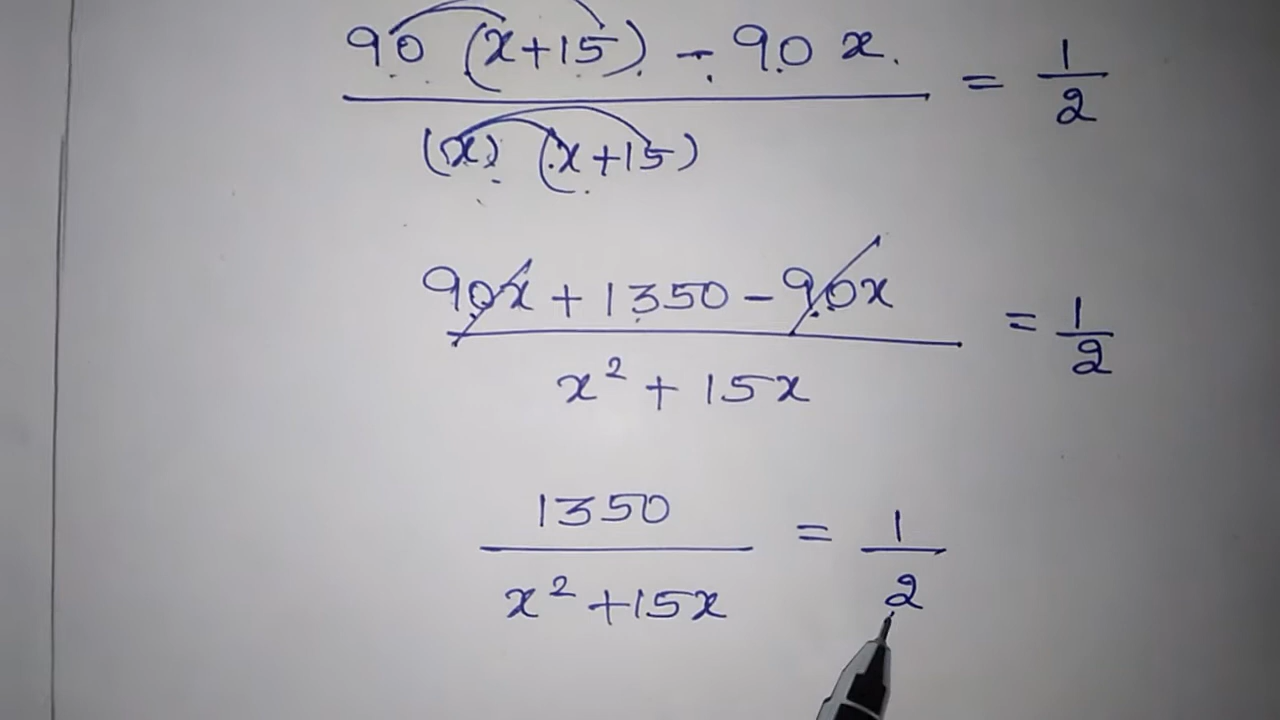 90 (x+15) - 90 x / (x) (x+15) = 1/2
90x + 1350 - 90x / x² + 15x = 1/2
1350 / x² + 15x = 1/2